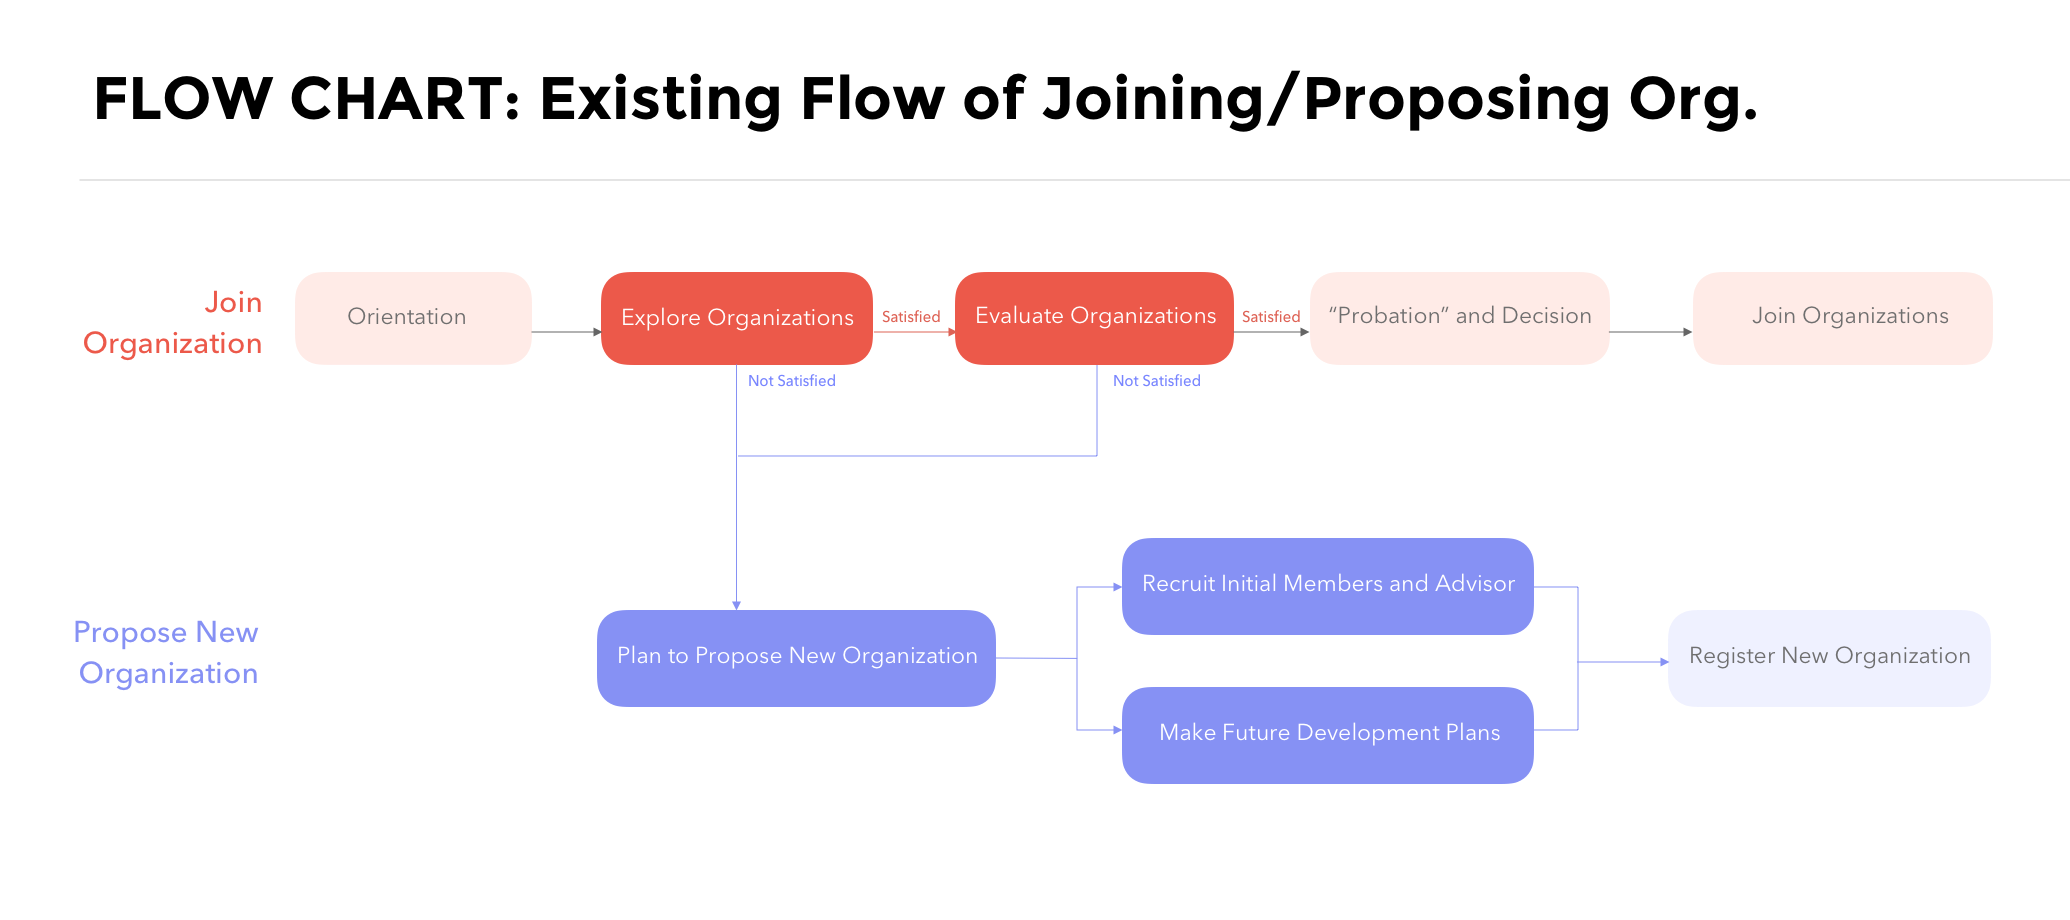 FLOW CHART: Existing Flow of Joining/Proposing Org.
Join
Organization
Orientation
Explore Organizations
Satisfied
Evaluate Organizations
Satisfied
“Probation” and Decision
Join Organizations
Not Satisfied
Not Satisfied
Propose New
Organization
Plan to Propose New Organization
Recruit Initial Members and Advisor
Make Future Development Plans
Register New Organization